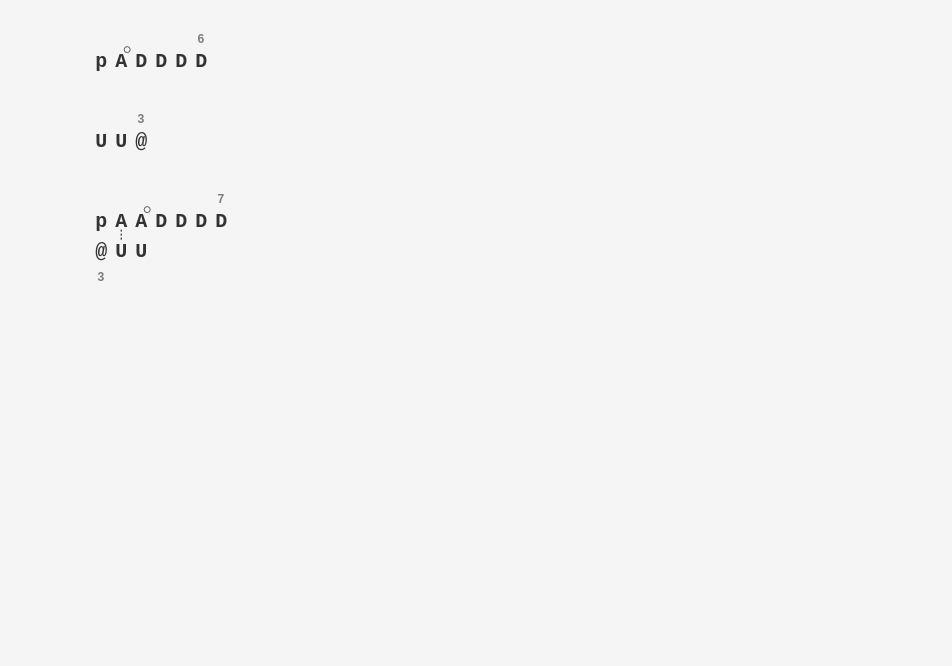 6
p A D D D D
3
U U @
7
p A A D D D D
@ U U
3